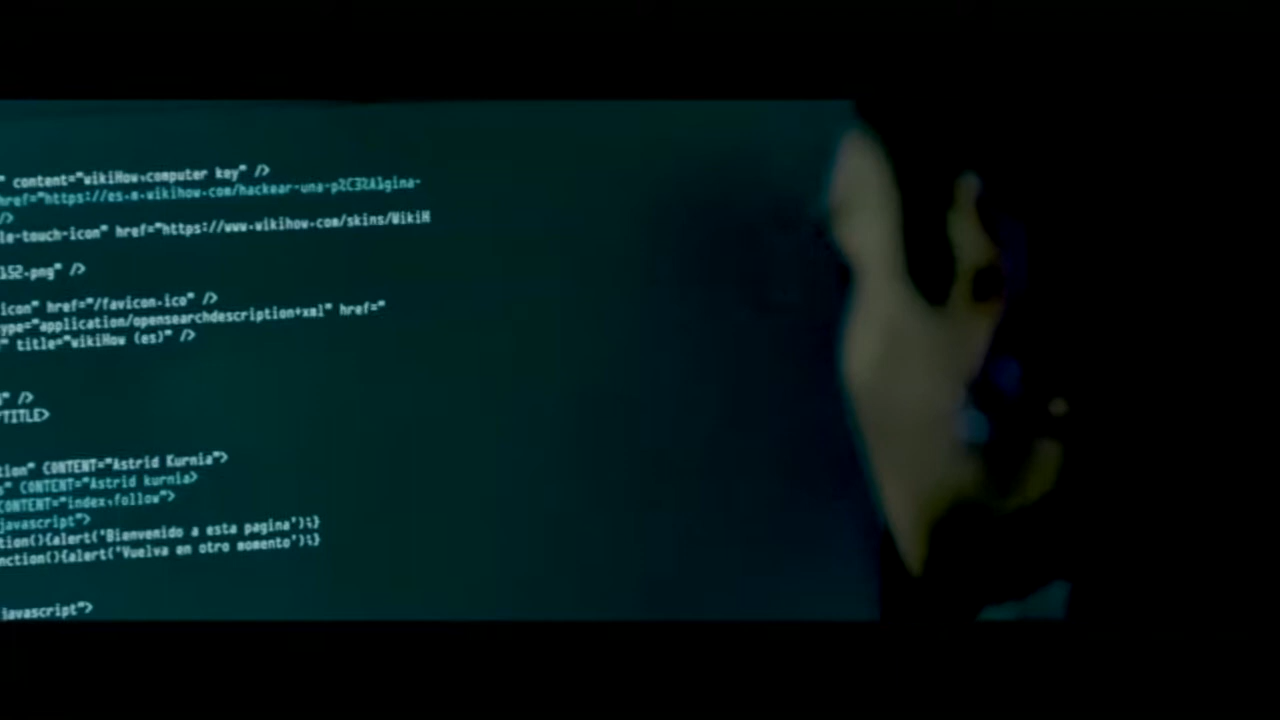 " content="wikiHow,computer key" />
href="https://es.m.wikihow.com/hackear-una-p%C3%A1gina-
/>
le-touch-icon" href="https://www.wikihow.com/skins/WikiH
152.png" />
icon" href="/favicon.ico" />
ype="application/opensearchdescription+xml" href="
" title="wikiHow (es)" />
" />
TITLE>
tion" CONTENT="Astrid Kurnia">
" CONTENT="Astrid kurnia>
CONTENT="index,follow">
javascript">
tion(){alert('Bienvenido a esta pagina');}
nction(){alert('Vuelva en otro momento');}
javascript">